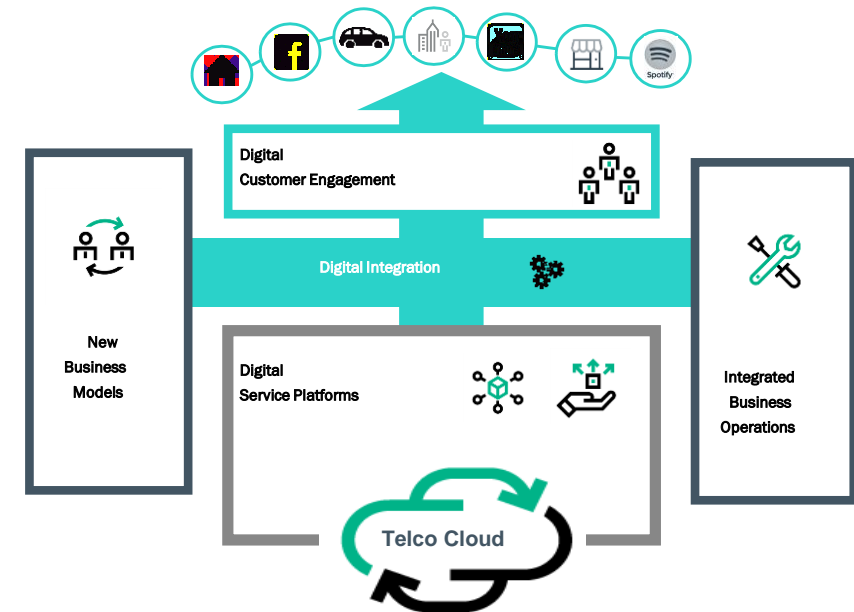 Spotify
Digital
Customer Engagement
Digital Integration
New
Business
Models
Digital
Service Platforms
Integrated
Business
Operations
Telco Cloud